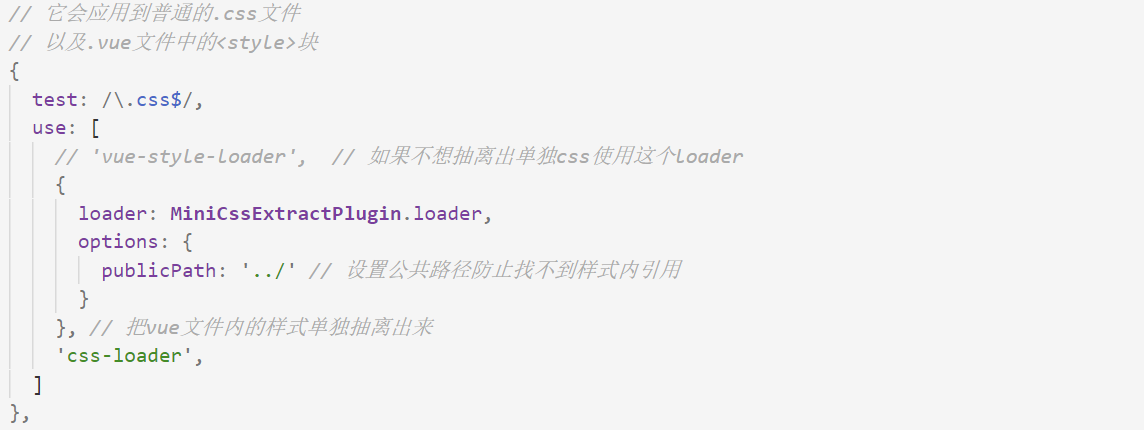 // 它会应用到普通的.css文件
// 以及.vue文件中的<style>块
{
  test: /\.css$/,
  use: [
    // 'vue-style-loader',  // 如果不想抽离出单独css使用这个loader
    {
      loader: MiniCssExtractPlugin.loader,
      options: {
        publicPath: '../' // 设置公共路径防止找不到样式内引用
      }
    }, // 把vue文件内的样式单独抽离出来
    'css-loader',
  ]
},